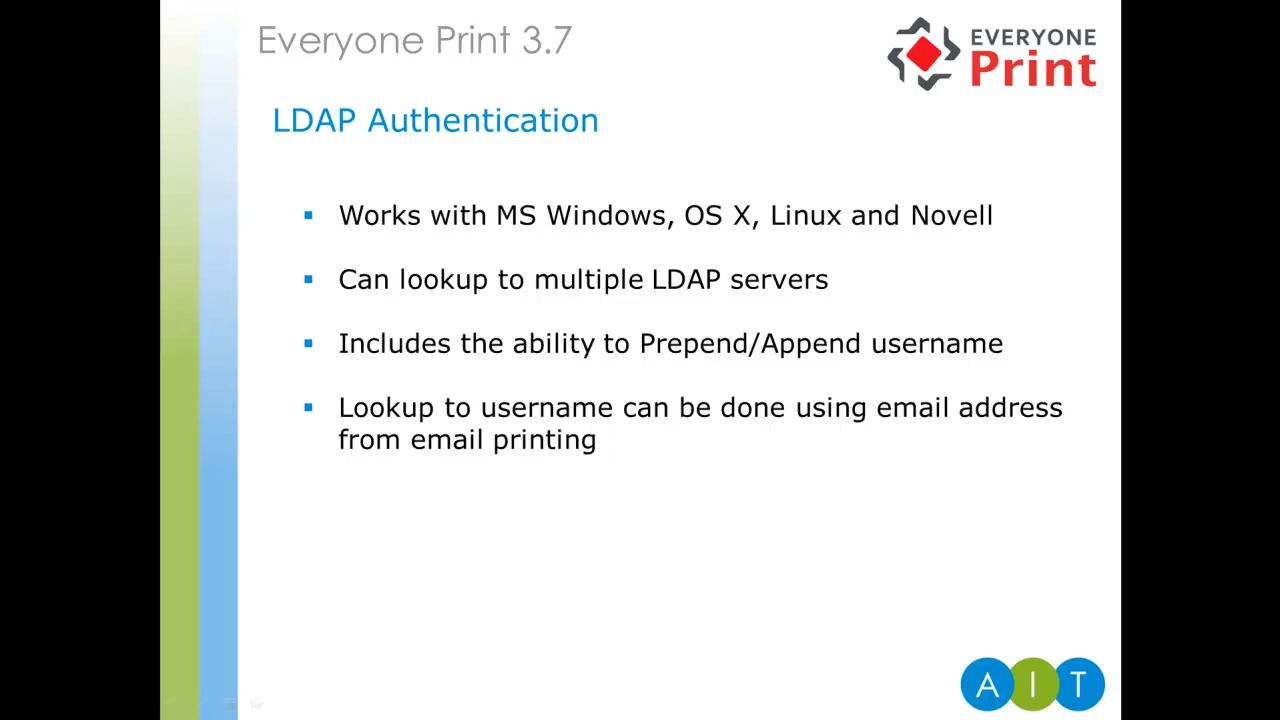 Everyone Print 3.7
EVERYONE
Print
LDAP Authentication
Works with MS Windows, OS X, Linux and Novell
Can lookup to multiple LDAP servers
Includes the ability to Prepend/Append username
Lookup to username can be done using email address
from email printing
A I T